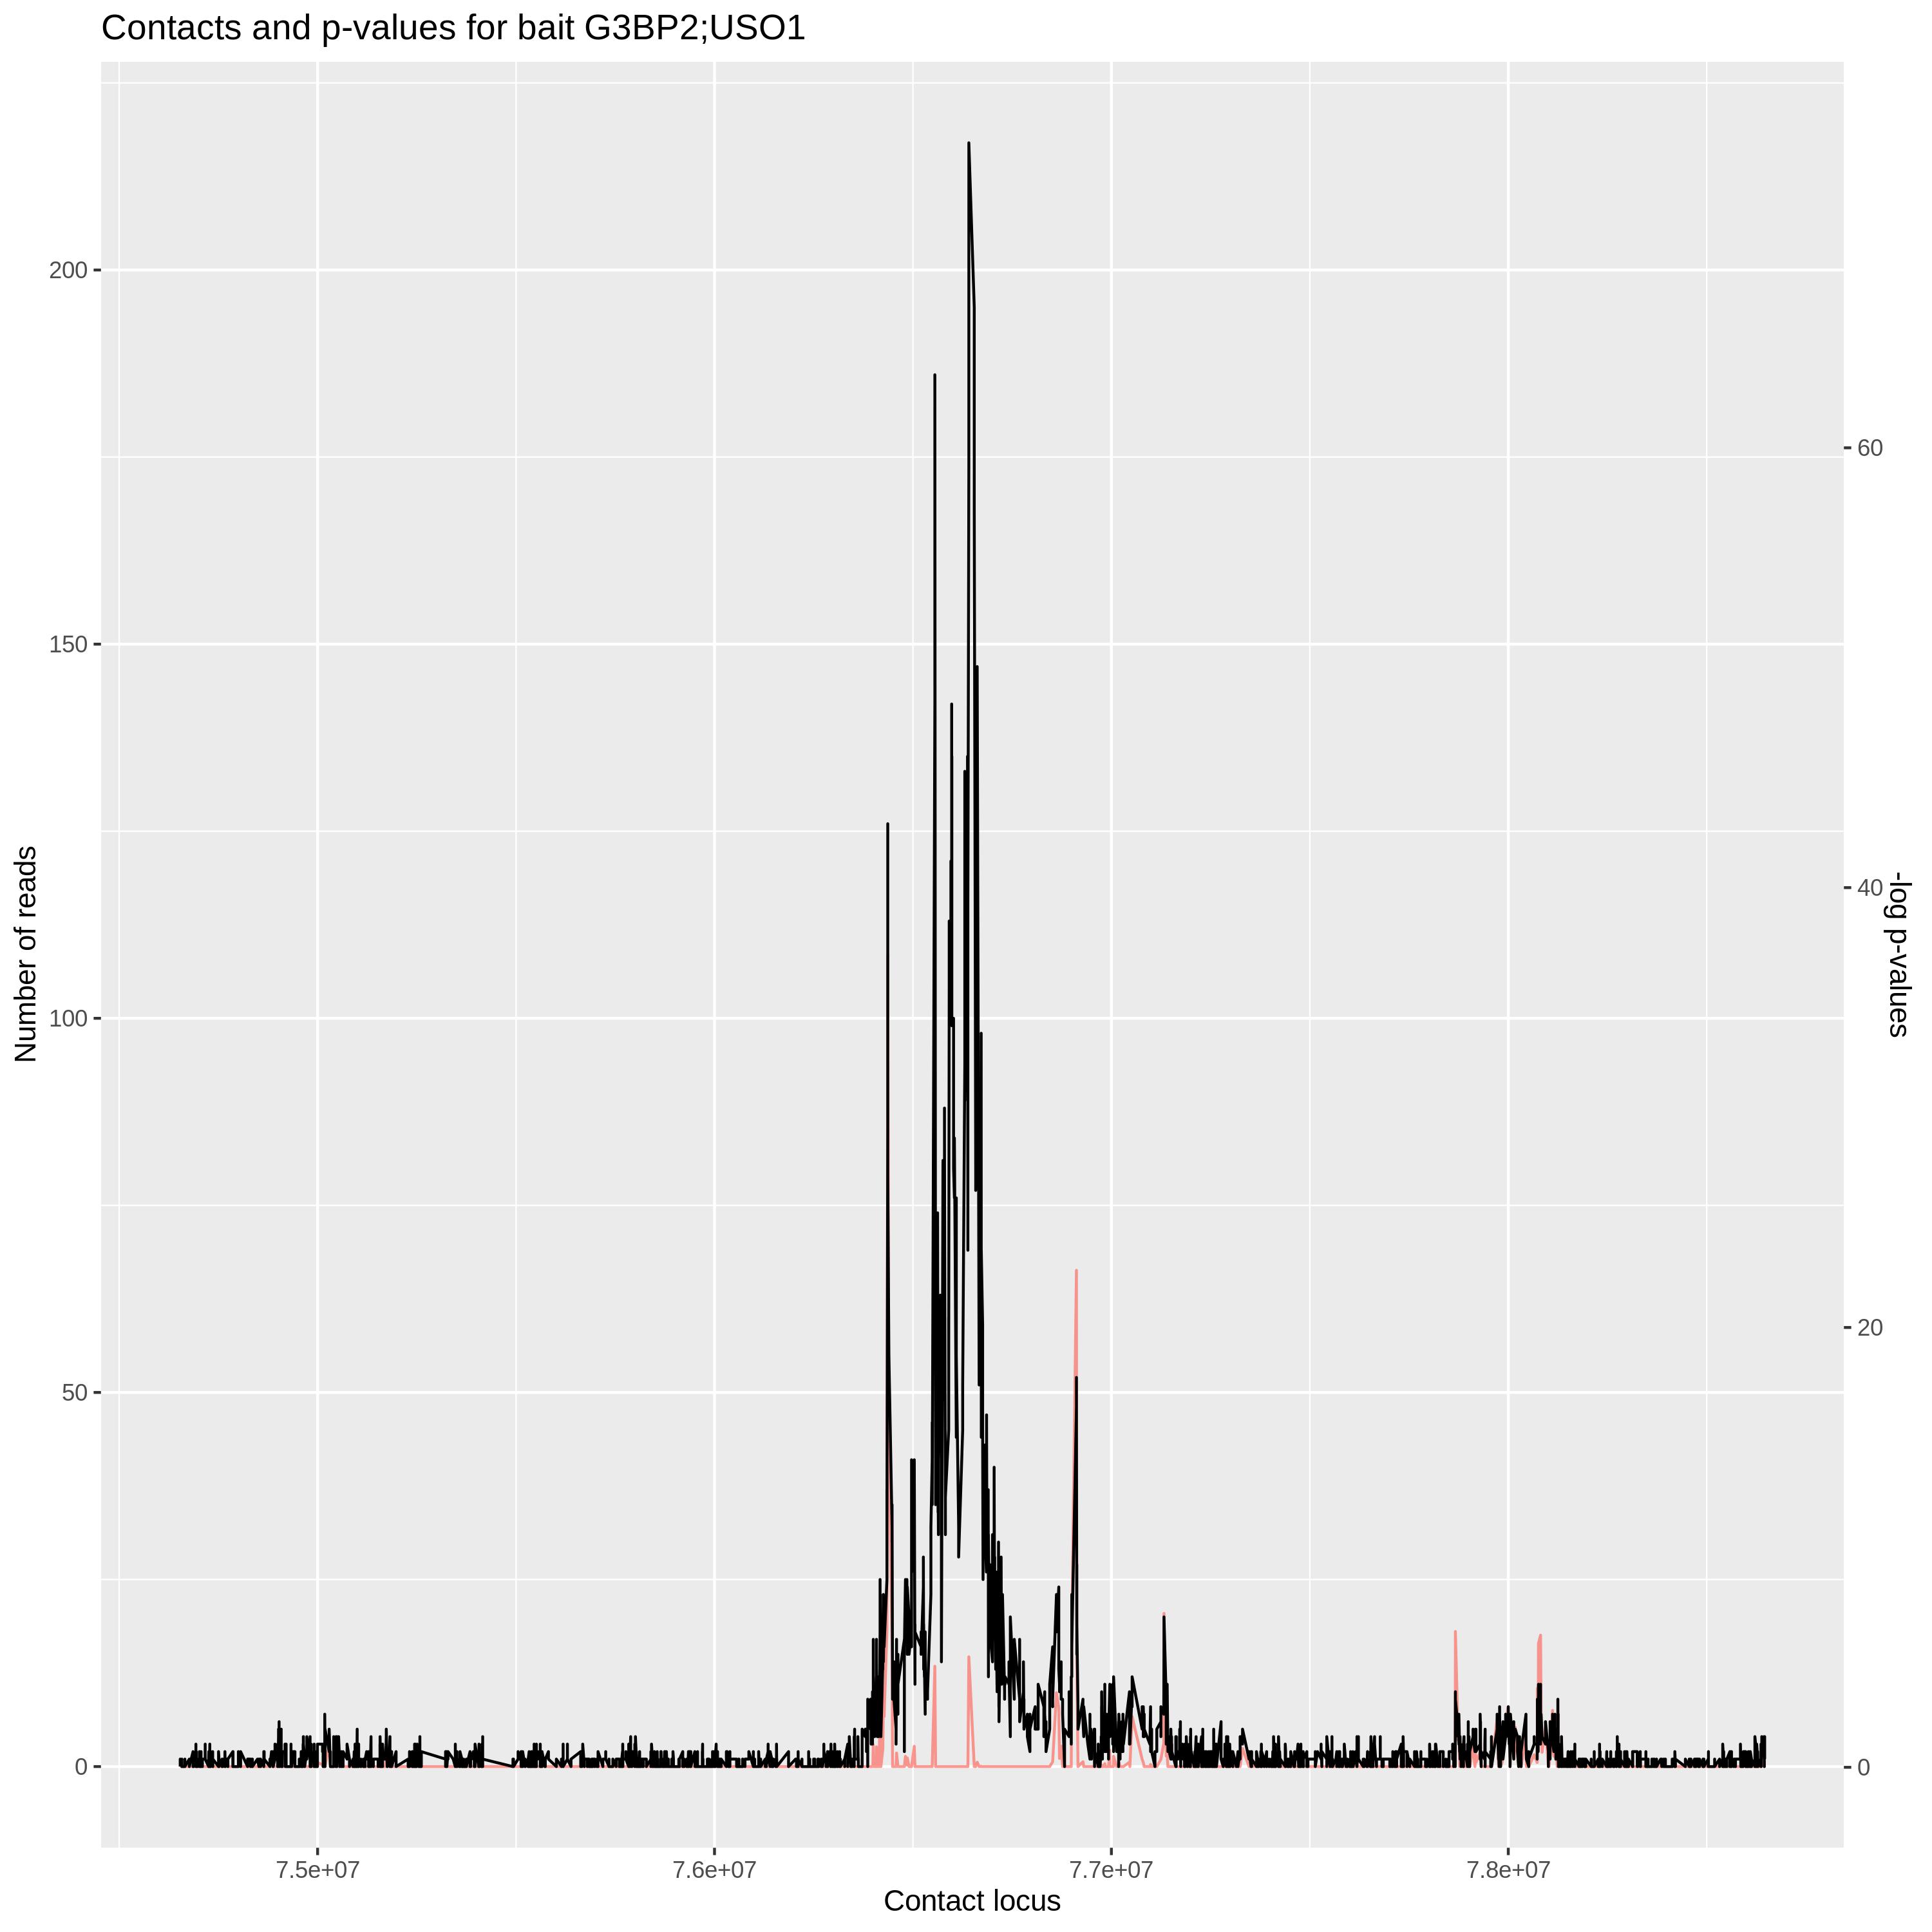 Contacts and p-values for bait G3BP2;USO1
200
150
100
50
0
Number of reads
60
40
20
0
-log p-values
7.5e+07
7.6e+07
7.7e+07
7.8e+07
Contact locus